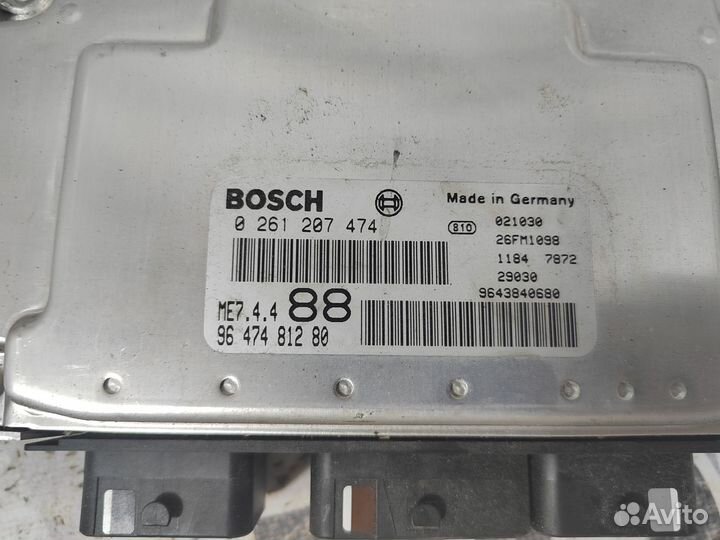 BOSCH
Made in Germany
0 261 207 474
810
021030
26FM1098
1184 7872
29030
9643840680
ME7.4.4 88
96 474 812 80
Avito